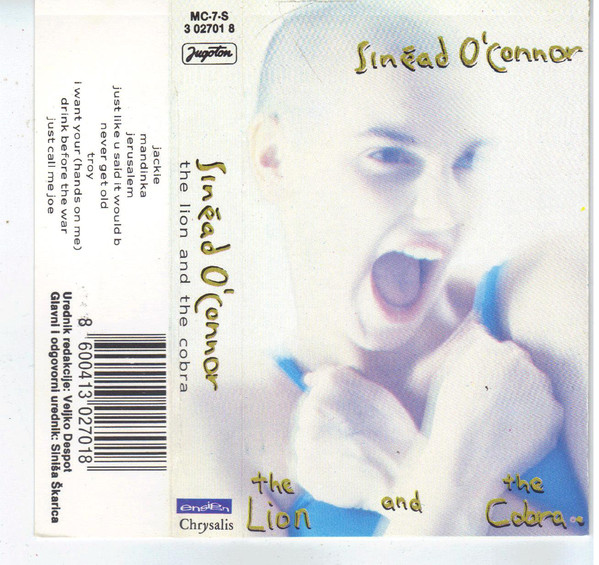 jackie
mandinka
jerusalem
just like u said it would b
never get old
troy
i want your (hands on me)
drink before the war
just call me joe
8 600413 027018
Urednik redakcije: Veljko Despot
Glavni i odgovorni urednik: Siniša Škarica
MC-7-S
3 02701 8
Jugoton
Sinéad O'Connor
the lion and the cobra
ensign
Chrysalis
Sinéad O'Connor
the Lion
and
the Cobra..